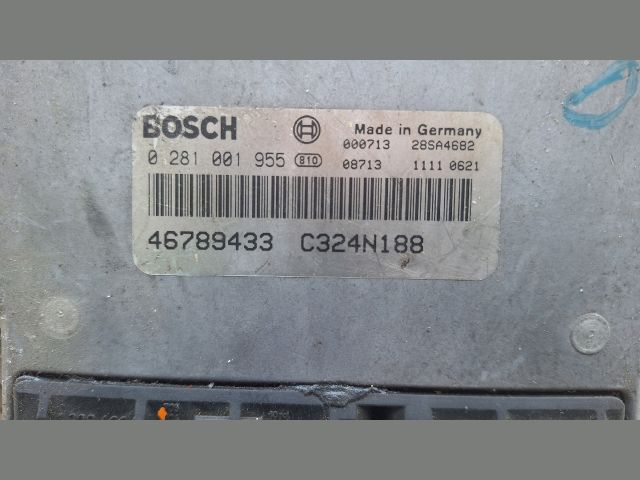 BOSCH Made in Germany
000713 28SA4682
0 281 001 955 810 08713 1111 0621
46789433 C324N188